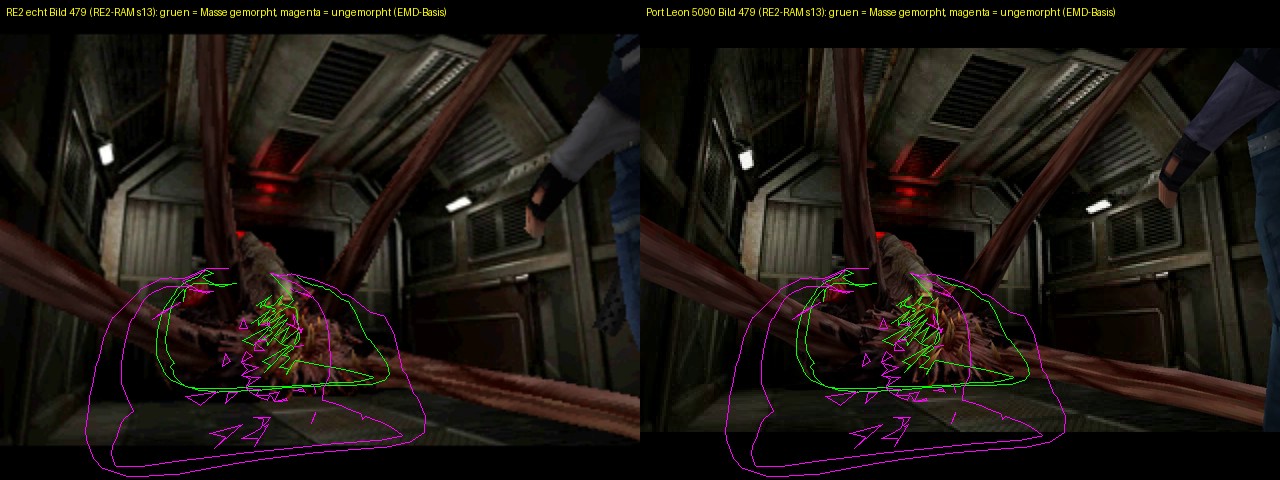 RE2 echt Bild 479 (RE2-RAM s13): gruen = Masse gemorpht, magenta = ungemorpht (EMD-Basis)
Port Leon 5090 Bild 479 (RE2-RAM s13): gruen = Masse gemorpht, magenta = ungemorpht (EMD-Basis)